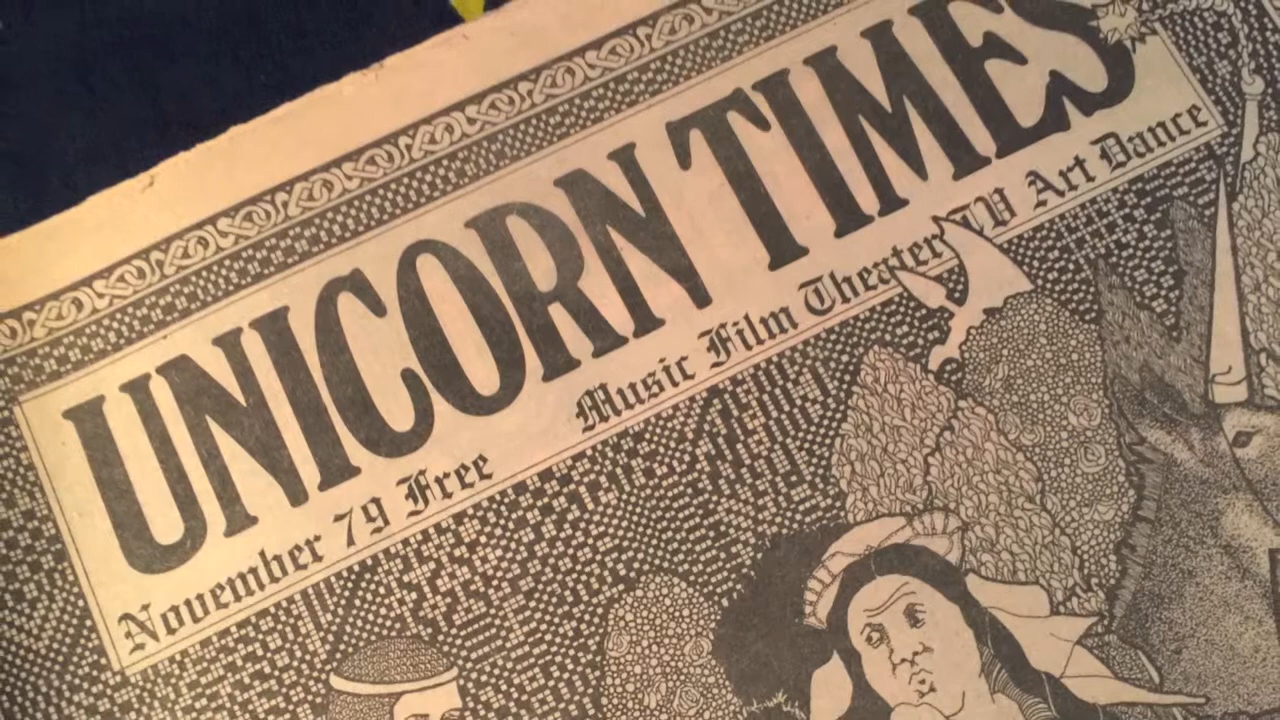 UNICORN TIMES
November 79 Free Music Film Theater TV Art Dance